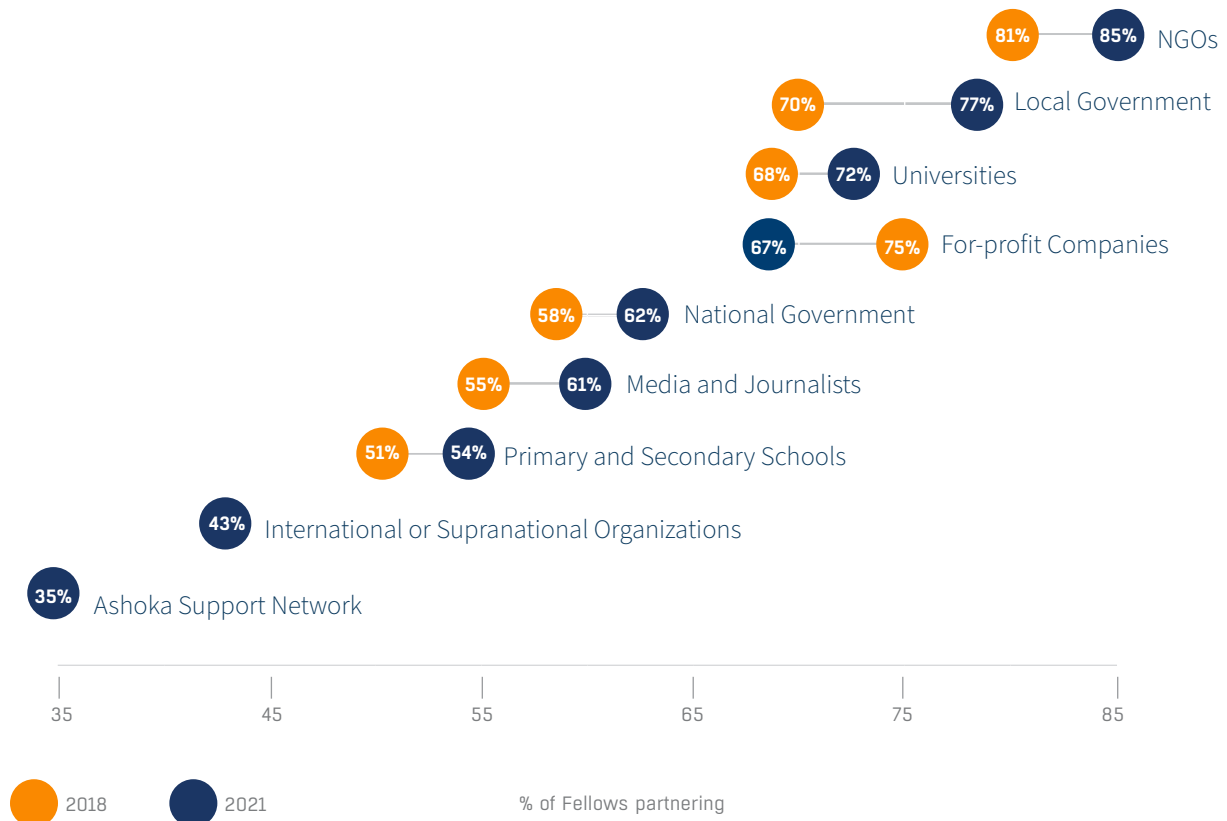 81% 85% NGOs
70% 77% Local Government
68% 72% Universities
67% 75% For-profit Companies
58% 62% National Government
55% 61% Media and Journalists
51% 54% Primary and Secondary Schools
43% International or Supranational Organizations
35% Ashoka Support Network
35 45 55 65 75 85
2018 2021 % of Fellows partnering